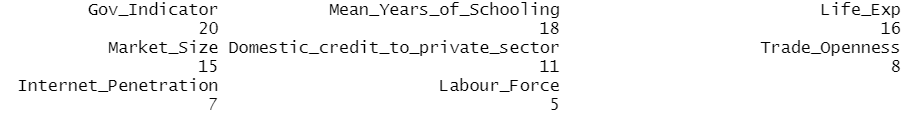 Gov_Indicator Mean_Years_of_Schooling Life_Exp
20 18 16
Market_Size Domestic_credit_to_private_sector Trade_Openness
15 11 8
Internet_Penetration Labour_Force
7 5